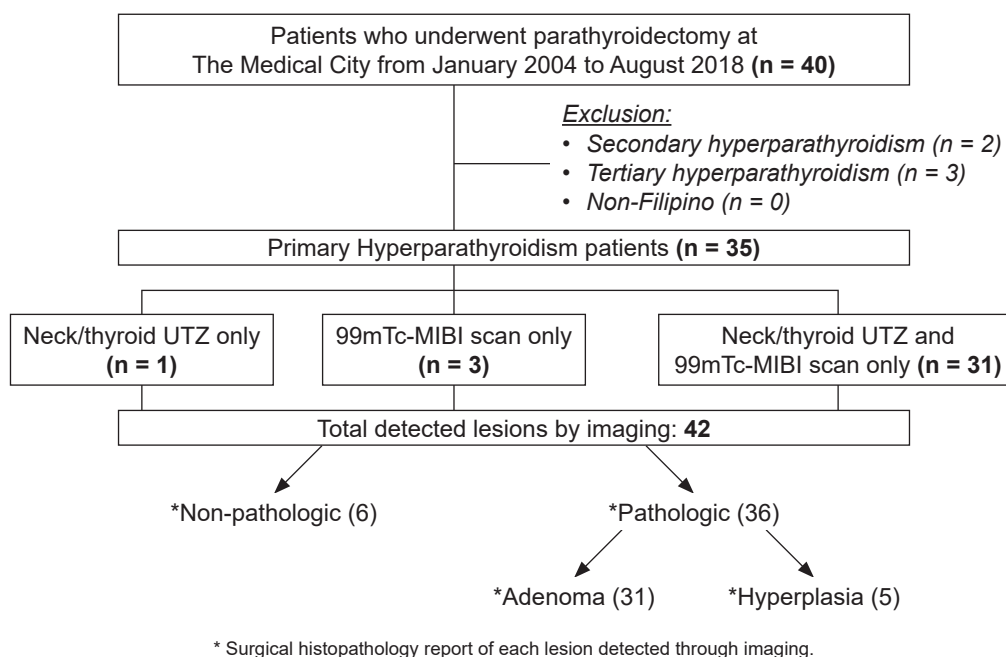 Patients who underwent parathyroidectomy at
The Medical City from January 2004 to August 2018 (n = 40)
Exclusion:
• Secondary hyperparathyroidism (n = 2)
• Tertiary hyperparathyroidism (n = 3)
• Non-Filipino (n = 0)
Primary Hyperparathyroidism patients (n = 35)
Neck/thyroid UTZ only
(n = 1)
99mTc-MIBI scan only
(n = 3)
Neck/thyroid UTZ and
99mTc-MIBI scan only (n = 31)
Total detected lesions by imaging: 42
*Non-pathologic (6)
*Pathologic (36)
*Adenoma (31)
*Hyperplasia (5)
* Surgical histopathology report of each lesion detected through imaging.